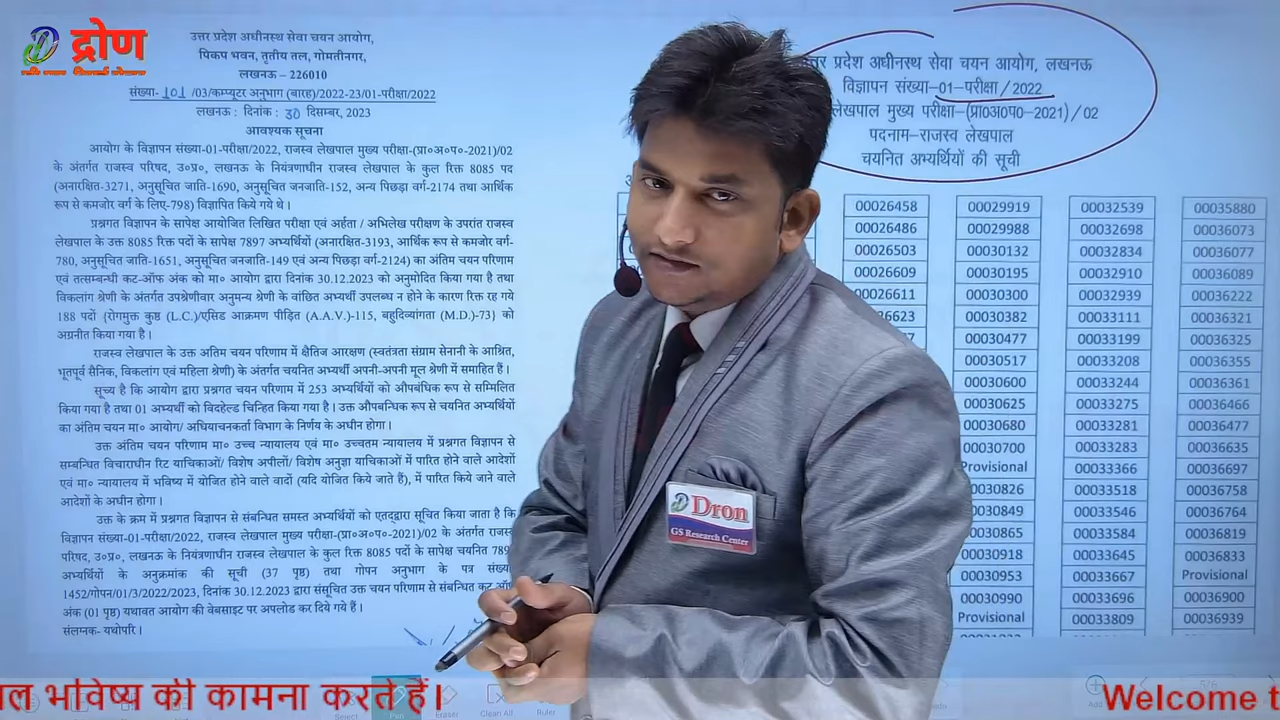 द्रोण
उत्तर प्रदेश अधीनस्थ सेवा चयन आयोग,
पिकप भवन, तृतीय तल, गोमतीनगर,
लखनऊ – 226010
संख्या- 101 /03/कम्प्यूटर अनुभाग (बारह)/2022-23/01-परीक्षा/2022
लखनऊ : दिनांक : 30 दिसम्बर, 2023
आवश्यक सूचना
आयोग के विज्ञापन संख्या-01-परीक्षा/2022, राजस्व लेखपाल मुख्य परीक्षा-(प्रा०अ०प०-2021)/02
के अंतर्गत राजस्व परिषद, उ०प्र०, लखनऊ के नियंत्रणाधीन राजस्व लेखपाल के कुल रिक्त 8085 पद
(अनारक्षित-3271, अनुसूचित जाति-1690, अनुसूचित जनजाति-152, अन्य पिछड़ा वर्ग-2174 तथा आर्थिक
रूप से कमजोर वर्ग के लिए-798) विज्ञापित किये गये थे ।
प्रश्नगत विज्ञापन के सापेक्ष आयोजित लिखित परीक्षा एवं अर्हता / अभिलेख परीक्षण के उपरांत राजस्व
लेखपाल के उक्त 8085 रिक्त पदों के सापेक्ष 7897 अभ्यर्थियों (अनारक्षित-3193, आर्थिक रूप से कमजोर वर्ग-
780, अनुसूचित जाति-1651, अनुसूचित जनजाति-149 एवं अन्य पिछड़ा वर्ग-2124) का अंतिम चयन परिणाम
एवं तत्सम्बन्धी कट-ऑफ अंक को मा० आयोग द्वारा दिनांक 30.12.2023 को अनुमोदित किया गया है तथा
विकलांग श्रेणी के अंतर्गत उपश्रेणीवार अनुमन्य श्रेणी के वांछित अभ्यर्थी उपलब्ध न होने के कारण रिक्त रह गये
188 पदों {रोगमुक्त कुष्ठ (L.C.)/एसिड आक्रमण पीड़ित (A.A.V.)-115, बहुदिव्यांगता (M.D.)-73} को
अग्रनीत किया गया है ।
राजस्व लेखपाल के उक्त अंतिम चयन परिणाम में क्षैतिज आरक्षण (स्वतंत्रता संग्राम सेनानी के आश्रित,
भूतपूर्व सैनिक, विकलांग एवं महिला श्रेणी) के अंतर्गत चयनित अभ्यर्थी अपनी-अपनी मूल श्रेणी में समाहित हैं ।
सूच्य है कि आयोग द्वारा प्रश्नगत चयन परिणाम में 253 अभ्यर्थियों को औपबंधिक रूप से सम्मिलित
किया गया है तथा 01 अभ्यर्थी को विदहेल्ड चिन्हित किया गया है । उक्त औपबन्धिक रूप से चयनित अभ्यर्थियों
का अंतिम चयन मा० आयोग/ अधियाचनकर्ता विभाग के निर्णय के अधीन होगा ।
उक्त अंतिम चयन परिणाम मा० उच्च न्यायालय एवं मा० उच्चतम न्यायालय में प्रश्नगत विज्ञापन से
सम्बन्धित विचाराधीन रिट याचिकाओं/ विशेष अपीलों/ विशेष अनुज्ञा याचिकाओं में पारित होने वाले आदेशों
एवं मा० न्यायालय में भविष्य में योजित होने वाले वादों (यदि योजित किये जाते हैं), में पारित किये जाने वाले
आदेशों के अधीन होगा ।
उक्त के क्रम में प्रश्नगत विज्ञापन से संबन्धित समस्त अभ्यर्थियों को एतद्द्वारा सूचित किया जाता है कि
विज्ञापन संख्या-01-परीक्षा/2022, राजस्व लेखपाल मुख्य परीक्षा-(प्रा०अ०प०-2021)/02 के अंतर्गत राजस्व
परिषद, उ०प्र०, लखनऊ के नियंत्रणाधीन राजस्व लेखपाल के कुल रिक्त 8085 पदों के सापेक्ष चयनित 789
अभ्यर्थियों के अनुक्रमांक की सूची (37 पृष्ठ) तथा गोपन अनुभाग के पत्र संख्
1452/गोपन/01/3/2022/2023, दिनांक 30.12.2023 द्वारा संसूचित उक्त चयन परिणाम से संबन्धित कट ऑफ
अंक (01 पृष्ठ) यथावत आयोग की वेबसाइट पर अपलोड कर दिये गये हैं ।
संलग्नक- यथोपरि ।
त्तर प्रदेश अधीनस्थ सेवा चयन आयोग, लखनऊ
विज्ञापन संख्या-01-परीक्षा/2022
लेखपाल मुख्य परीक्षा-(प्रा०अ०प०-2021)/02
पदनाम-राजस्व लेखपाल
चयनित अभ्यर्थियों की सूची
00026458 00029919 00032539 00035880
00026486 00029988 00032698 00036073
00026503 00030132 00032834 00036077
00026609 00030195 00032910 00036089
00026611 00030300 00032939 00036222
6623 00030382 00033111 00036321
7 00030477 00033199 00036325
00030517 00033208 00036355
00030600 00033244 00036361
00030625 00033275 00036466
00030680 00033281 00036477
00030700 00033283 00036635
Provisional 00033366 00036697
00030826 00033518 00036758
00030849 00033546 00036764
00030865 00033584 00036819
00030918 00033645 00036833
00030953 00033667 Provisional
00030990 00033696 00036900
Provisional 00033809 00036939
Dron
GS Research Center
Select Pen Eraser Clean All Ruler
ल भविष्य की कामना करते हैं।
Welcome t